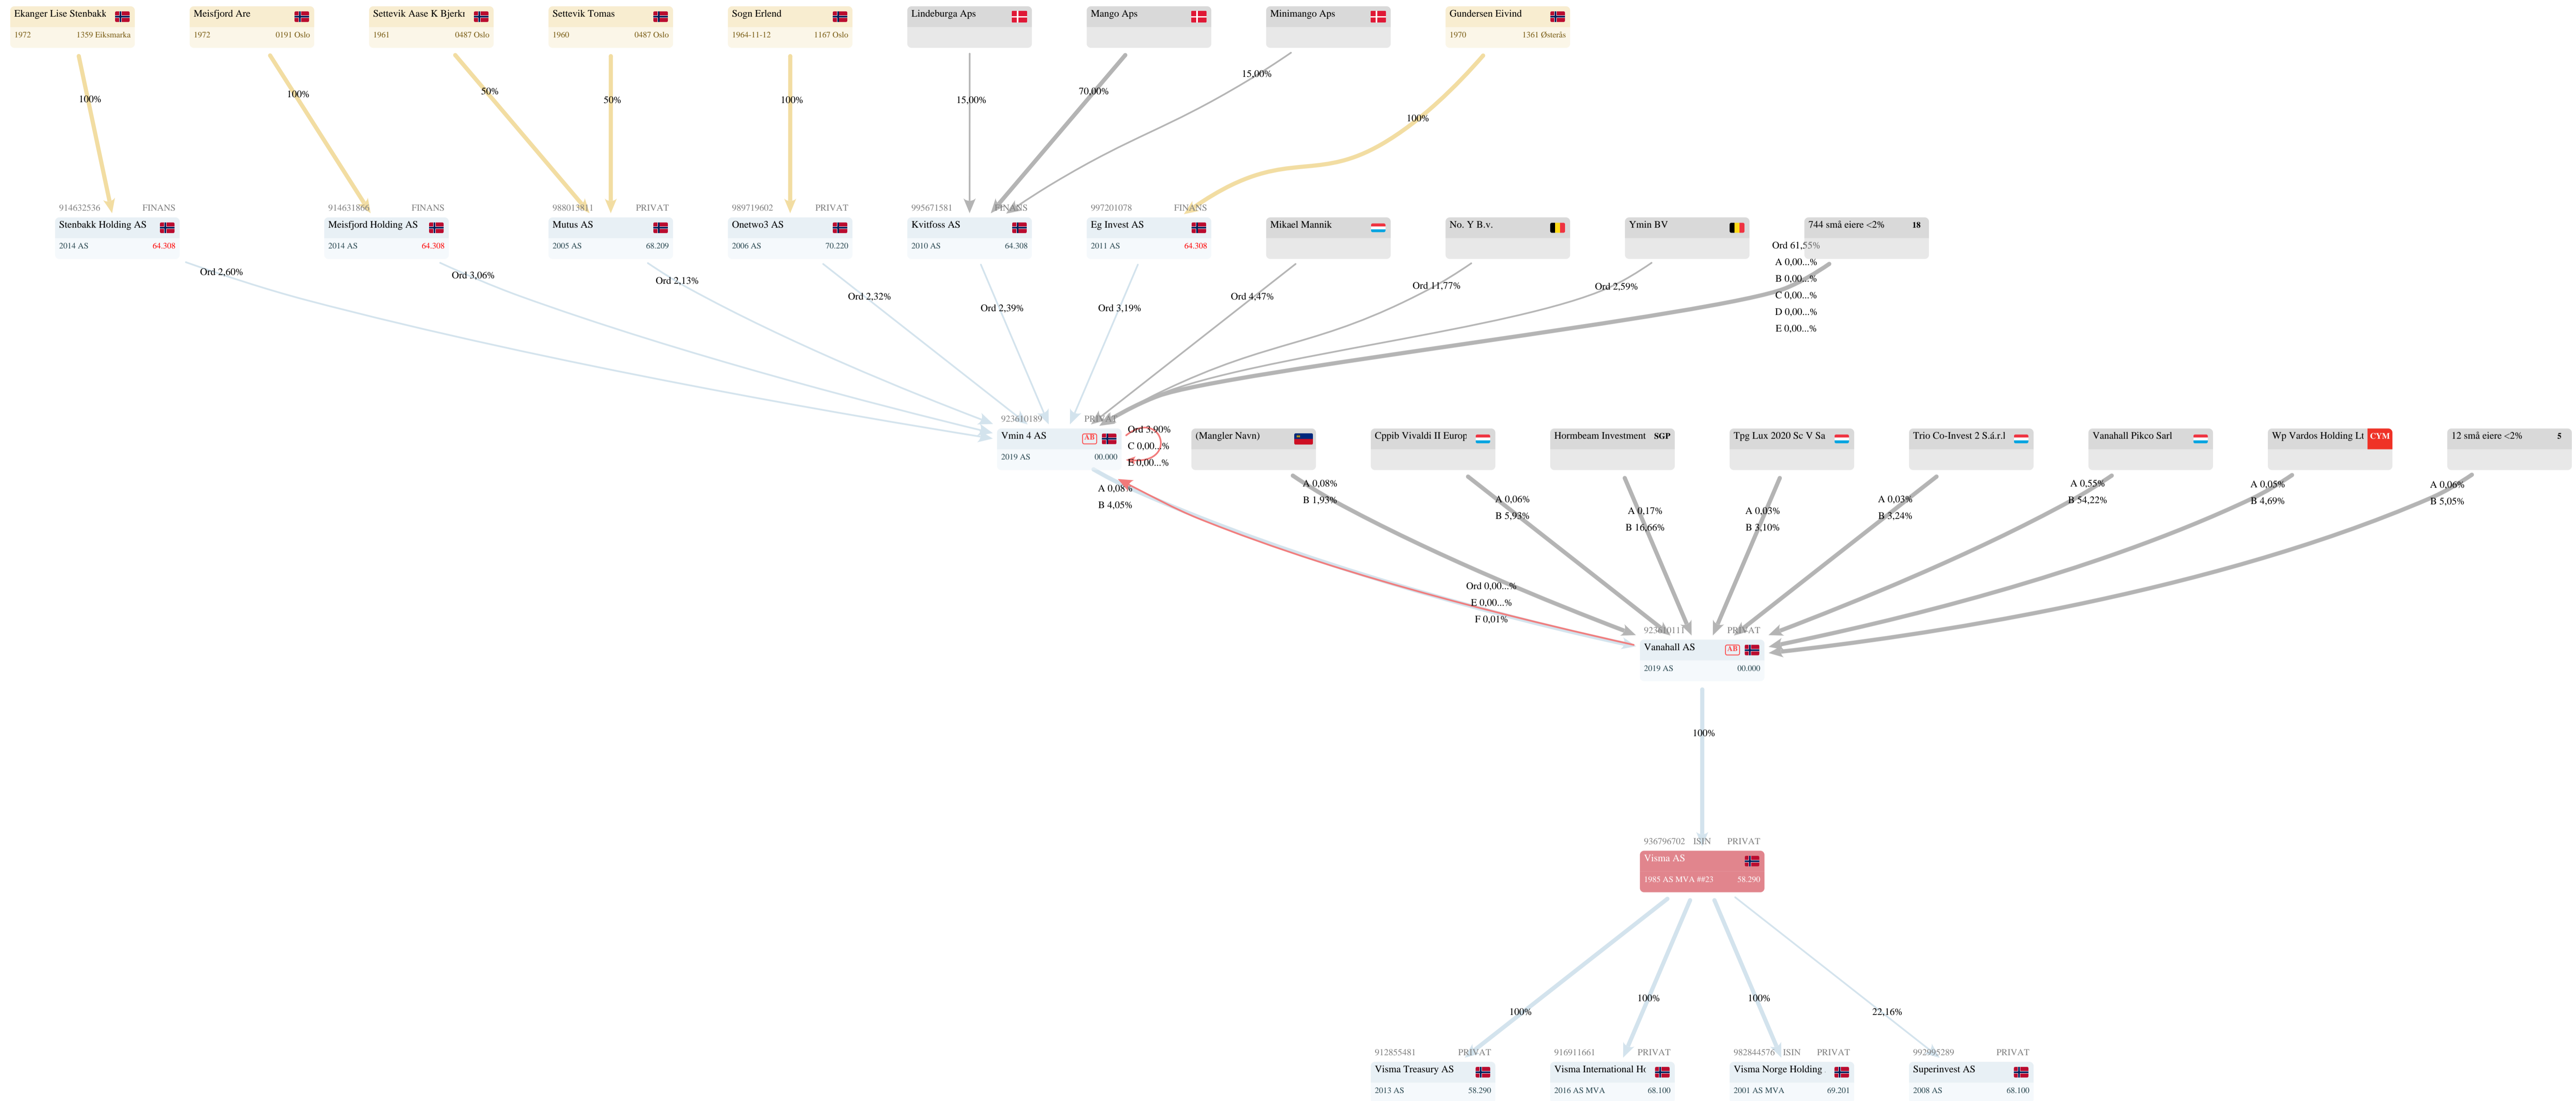 Ekanger Lise Stenbakk
1972 1359 Eiksmarka
Meisfjord Are
1972 0191 Oslo
Settevik Aase K Bjerk
1961 0487 Oslo
Settevik Tomas
1960 0487 Oslo
Sogn Erlend
1964-11-12 1167 Oslo
Lindeburga Aps
Mango Aps
Minimango Aps
Gundersen Eivind
1970 1361 Østerås
100%
100%
50%
50%
100%
15,00%
70,00%
15,00%
100%
914632536 FINANS
Stenbakk Holding AS
2014 AS 64.308
914631866 FINANS
Meisfjord Holding AS
2014 AS 64.308
988013811 PRIVAT
Mutus AS
2005 AS 68.209
989719602 PRIVAT
Onetwo3 AS
2006 AS 70.220
995671581 FINANS
Kvitfoss AS
2010 AS 64.308
997201078 FINANS
Eg Invest AS
2011 AS 64.308
Mikael Mannik
No. Y B.v.
Ymin BV
744 små eiere <2% 18
Ord 2,60%
Ord 3,06%
Ord 2,13%
Ord 2,32%
Ord 2,39%
Ord 3,19%
Ord 4,47%
Ord 11,77%
Ord 2,59%
Ord 61,55%
A 0,00...%
B 0,00...%
C 0,00...%
D 0,00...%
E 0,00...%
923610189 PRIVAT
Vmin 4 AS AB
2019 AS 00.000
Ord 3,90%
C 0,00...%
E 0,00...%
(Mangler Navn)
Cppib Vivaldi II Europ
Hormbeam Investment SGP
Tpg Lux 2020 Sc V Sa
Trio Co-Invest 2 S.á.r.l
Vanahall Pikco Sarl
Wp Vardos Holding Lt CYM
12 små eiere <2% 5
A 0,08%
B 4,05%
A 0,08%
B 1,93%
A 0,06%
B 5,93%
A 0,17%
B 16,66%
A 0,03%
B 3,10%
A 0,03%
B 3,24%
A 0,55%
B 54,22%
A 0,05%
B 4,69%
A 0,06%
B 5,05%
Ord 0,00...%
E 0,00...%
F 0,01%
923610111 PRIVAT
Vanahall AS AB
2019 AS 00.000
100%
936796702 ISIN PRIVAT
Visma AS
1985 AS MVA ##23 58.290
100%
100%
100%
22,16%
912855481 PRIVAT
Visma Treasury AS
2013 AS 58.290
916911661 PRIVAT
Visma International Ho
2016 AS MVA 68.100
982844576 ISIN PRIVAT
Visma Norge Holding
2001 AS MVA 69.201
992995289 PRIVAT
Superinvest AS
2008 AS 68.100